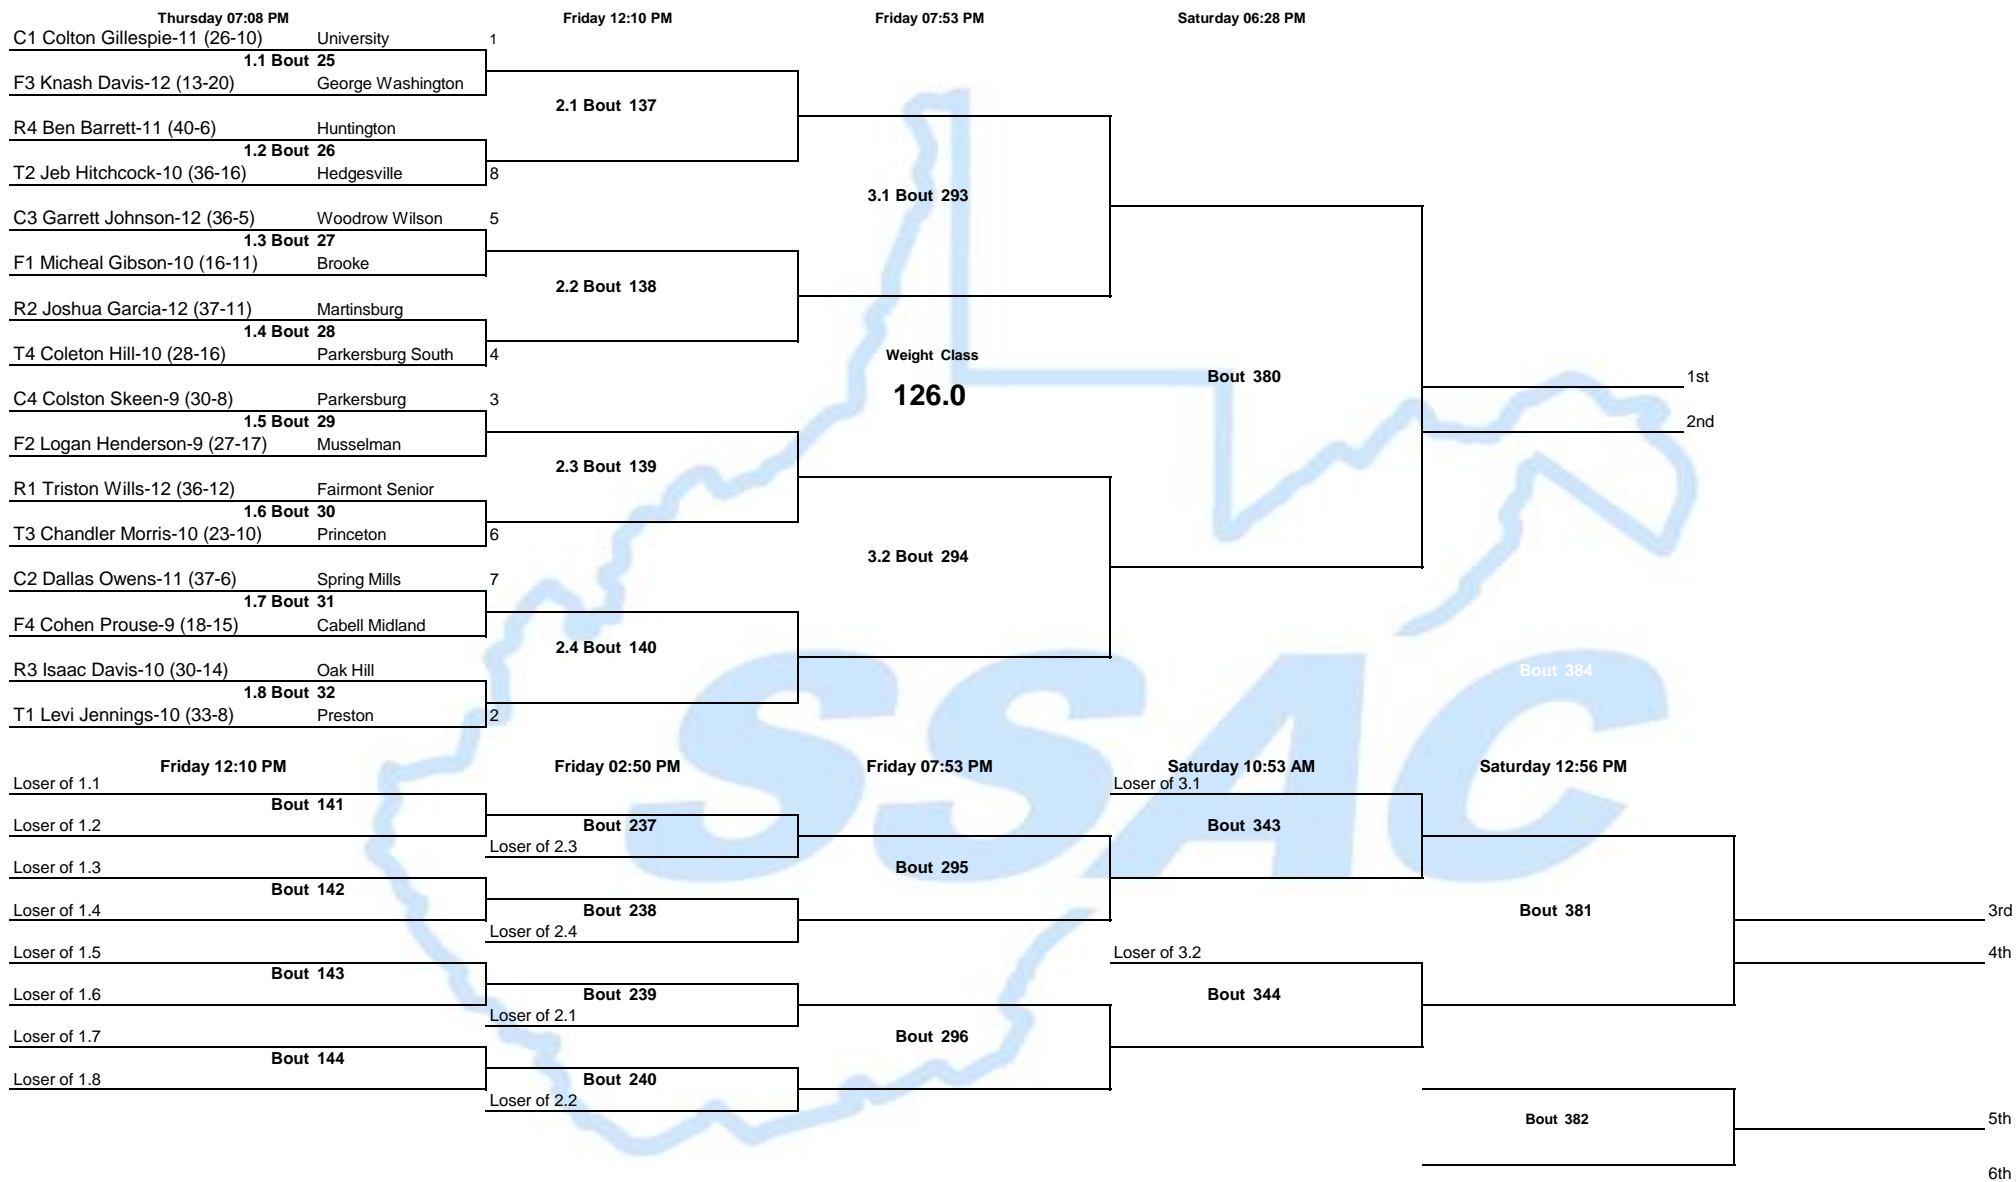 Thursday 07:08 PM Friday 12:10 PM Friday 07:53 PM Saturday 06:28 PM
C1 Colton Gillespie-11 (26-10) University 1
1.1 Bout 25
F3 Knash Davis-12 (13-20) George Washington
2.1 Bout 137
R4 Ben Barrett-11 (40-6) Huntington
1.2 Bout 26
T2 Jeb Hitchcock-10 (36-16) Hedgesville 8
3.1 Bout 293
C3 Garrett Johnson-12 (36-5) Woodrow Wilson 5
1.3 Bout 27
F1 Micheal Gibson-10 (16-11) Brooke
2.2 Bout 138
R2 Joshua Garcia-12 (37-11) Martinsburg
1.4 Bout 28
T4 Coleton Hill-10 (28-16) Parkersburg South 4
Weight Class
Bout 380
1st
126.0
C4 Colston Skeen-9 (30-8) Parkersburg 3
1.5 Bout 29
2nd
F2 Logan Henderson-9 (27-17) Musselman
2.3 Bout 139
R1 Triston Wills-12 (36-12) Fairmont Senior
1.6 Bout 30
T3 Chandler Morris-10 (23-10) Princeton 6
3.2 Bout 294
C2 Dallas Owens-11 (37-6) Spring Mills 7
1.7 Bout 31
F4 Cohen Prouse-9 (18-15) Cabell Midland
2.4 Bout 140
R3 Isaac Davis-10 (30-14) Oak Hill
Bout 384
1.8 Bout 32
T1 Levi Jennings-10 (33-8) Preston 2
SSAC
Friday 12:10 PM Friday 02:50 PM Friday 07:53 PM Saturday 10:53 AM Saturday 12:56 PM
Loser of 1.1 Loser of 3.1
Bout 141
Loser of 1.2 Bout 237 Bout 343
Loser of 2.3
Loser of 1.3 Bout 295
Bout 142
Loser of 1.4 Bout 238 Bout 381 3rd
Loser of 2.4
Loser of 1.5 Loser of 3.2 4th
Bout 143
Loser of 1.6 Bout 239 Bout 344
Loser of 2.1
Loser of 1.7 Bout 296
Bout 144
Loser of 1.8 Bout 240
Loser of 2.2
Bout 382 5th
6th